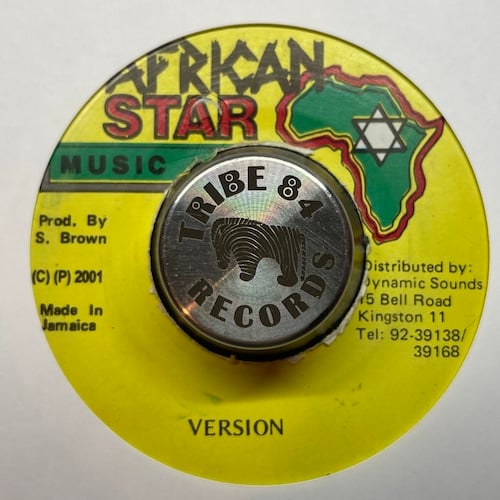 AFRICAN
STAR
MUSIC
TRIBE 84
RECORDS
Prod. By
S. Brown
(C) (P) 2001
Made In
Jamaica
Distributed by:
Dynamic Sounds
15 Bell Road
Kingston 11
Tel: 92-39138/
39168
VERSION